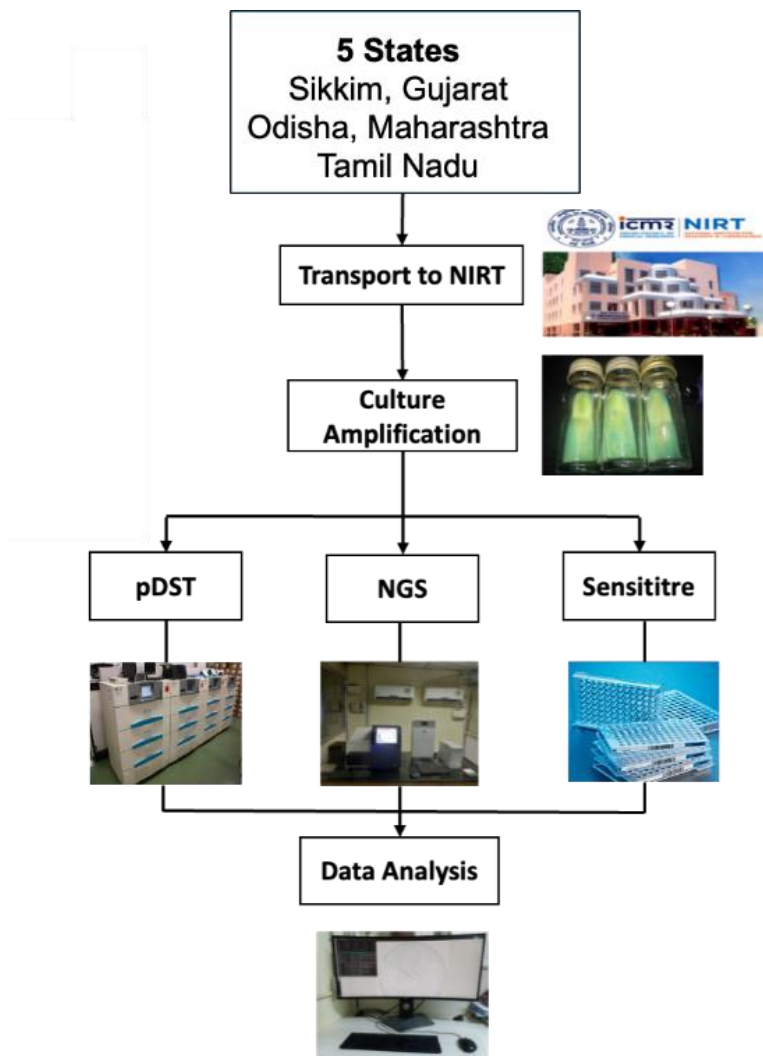 5 States
Sikkim, Gujarat
Odisha, Maharashtra
Tamil Nadu
icmr NIRT
Transport to NIRT
Culture
Amplification
pDST
NGS
Sensititre
Data Analysis